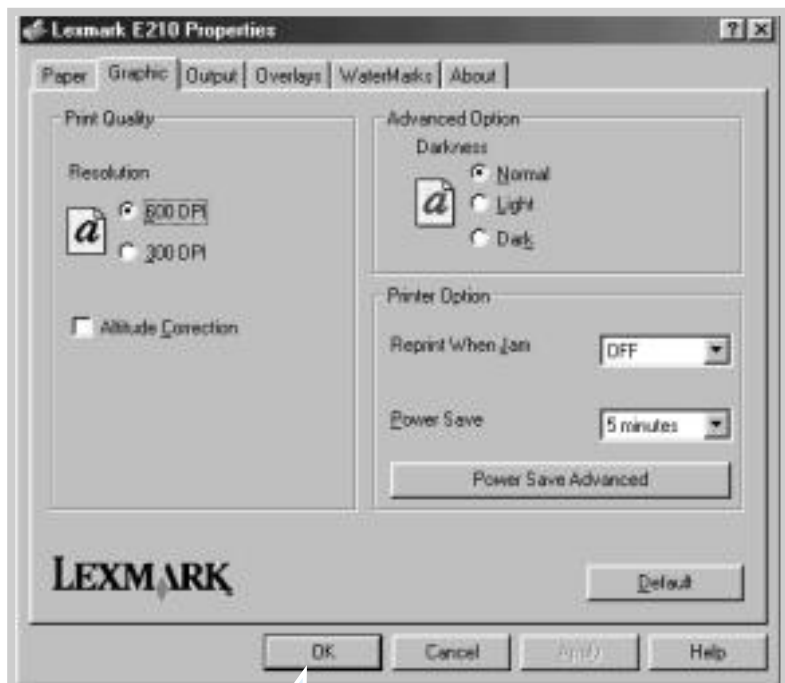 Lexmark E210 Properties
Paper Graphic Output Overlays WaterMarks About
Print Quality
Resolution
a
600 DPI
300 DPI
Altitude Correction
Advanced Option
Darkness
a
Normal
Light
Dark
Printer Option
Reprint When Jam OFF
Power Save 5 minutes
Power Save Advanced
LEXMARK
Default
OK Cancel Apply Help